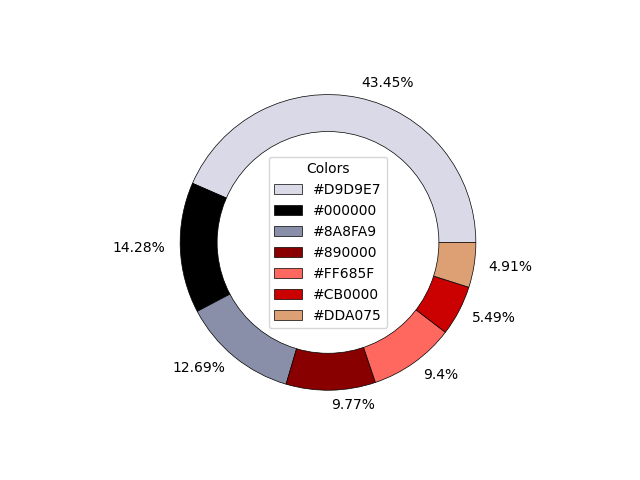 43.45%
Colors
#D9D9E7
#000000
#8A8FA9
#890000
#FF685F
#CB0000
#DDA075
14.28%
4.91%
5.49%
12.69%
9.4%
9.77%